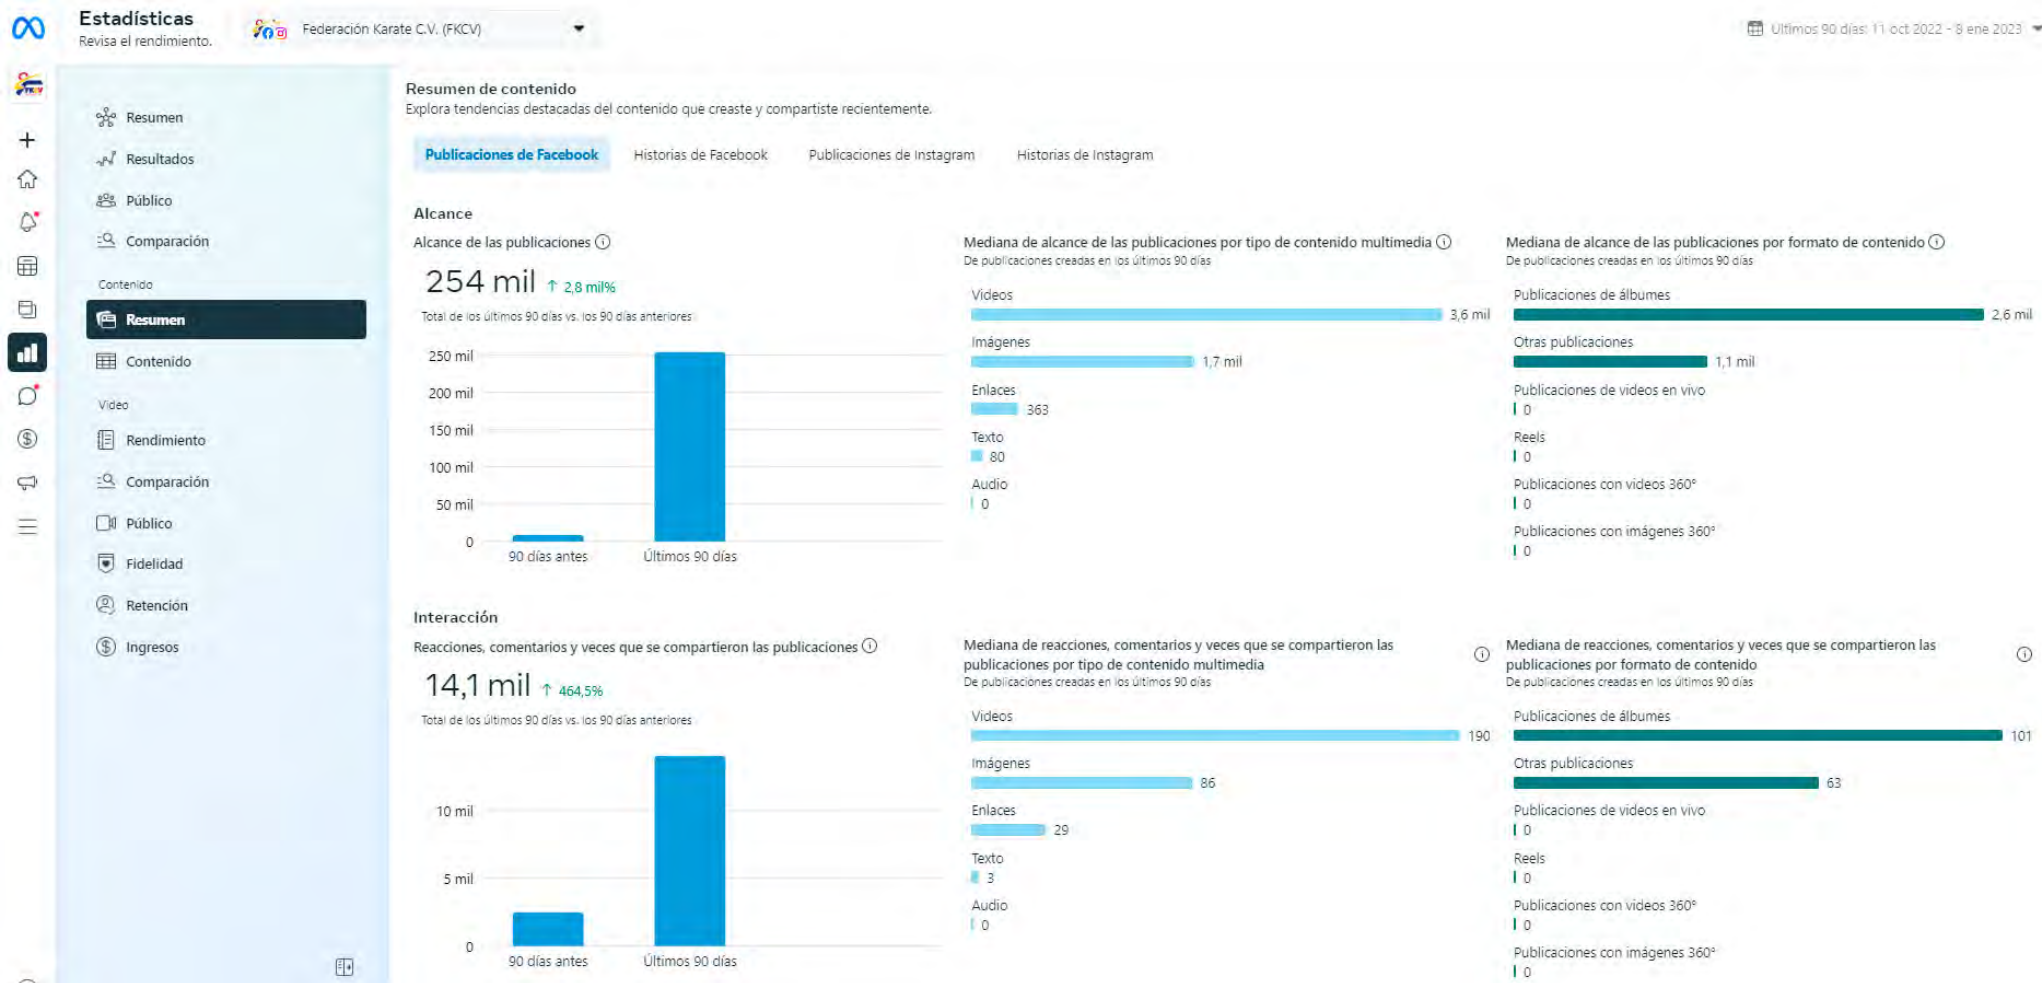 Estadísticas
Revisa el rendimiento.
Federación Karate C.V. (FKCV)
Últimos 90 días: 11 oct 2022 - 8 ene 2023
Resumen
Resultados
Público
Comparación
Contenido
Resumen
Contenido
Video
Rendimiento
Comparación
Público
Fidelidad
Retención
Ingresos
Resumen de contenido
Explora tendencias destacadas del contenido que creaste y compartiste recientemente.
Publicaciones de Facebook
Historias de Facebook
Publicaciones de Instagram
Historias de Instagram
Alcance
Alcance de las publicaciones
254 mil ↑ 2,8 mil%
Total de los últimos 90 días vs. los 90 días anteriores
250 mil
200 mil
150 mil
100 mil
50 mil
0
90 días antes
Últimos 90 días
Mediana de alcance de las publicaciones por tipo de contenido multimedia
De publicaciones creadas en los últimos 90 días
Videos
3,6 mil
Imágenes
1,7 mil
Enlaces
363
Texto
80
Audio
0
Mediana de alcance de las publicaciones por formato de contenido
De publicaciones creadas en los últimos 90 días
Publicaciones de álbumes
2,6 mil
Otras publicaciones
1,1 mil
Publicaciones de videos en vivo
0
Reels
0
Publicaciones con videos 360°
0
Publicaciones con imágenes 360°
0
Interacción
Reacciones, comentarios y veces que se compartieron las publicaciones
14,1 mil ↑ 464,5%
Total de los últimos 90 días vs. los 90 días anteriores
10 mil
5 mil
0
90 días antes
Últimos 90 días
Mediana de reacciones, comentarios y veces que se compartieron las
publicaciones por tipo de contenido multimedia
De publicaciones creadas en los últimos 90 días
Videos
190
Imágenes
86
Enlaces
29
Texto
3
Audio
0
Mediana de reacciones, comentarios y veces que se compartieron las
publicaciones por formato de contenido
De publicaciones creadas en los últimos 90 días
Publicaciones de álbumes
101
Otras publicaciones
63
Publicaciones de videos en vivo
0
Reels
0
Publicaciones con videos 360°
0
Publicaciones con imágenes 360°
0